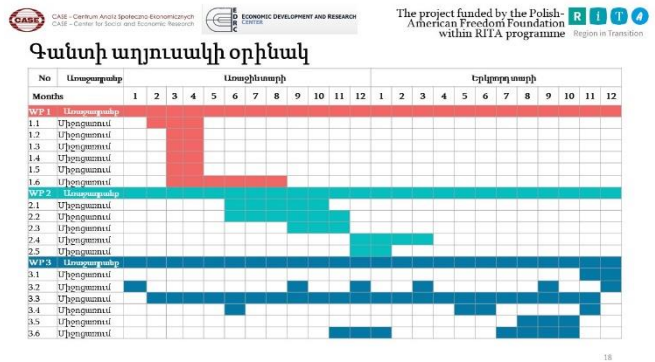 CASE
CASE – Centrum Analiz Społeczno-Ekonomicznych
CASE – Center for Social and Economic Research
EDRC
ECONOMIC DEVELOPMENT AND RESEARCH
CENTER
The project funded by the Polish-
American Freedom Foundation
within RITA programme
RITA
Region in Transition
Գանտի աղյուսակի օրինակ
No Առաջադրանք Առաջին տարի Երկրորդ տարի
Months 1 2 3 4 5 6 7 8 9 10 11 12 1 2 3 4 5 6 7 8 9 10 11 12
WP 1 Առաջադրանք
1.1 Միջոցառում
1.2 Միջոցառում
1.3 Միջոցառում
1.4 Միջոցառում
1.5 Միջոցառում
1.6 Միջոցառում
WP 2 Առաջադրանք
2.1 Միջոցառում
2.2 Միջոցառում
2.3 Միջոցառում
2.4 Միջոցառում
2.5 Միջոցառում
WP 3 Առաջադրանք
3.1 Միջոցառում
3.2 Միջոցառում
3.3 Միջոցառում
3.4 Միջոցառում
3.5 Միջոցառում
3.6 Միջոցառում
18